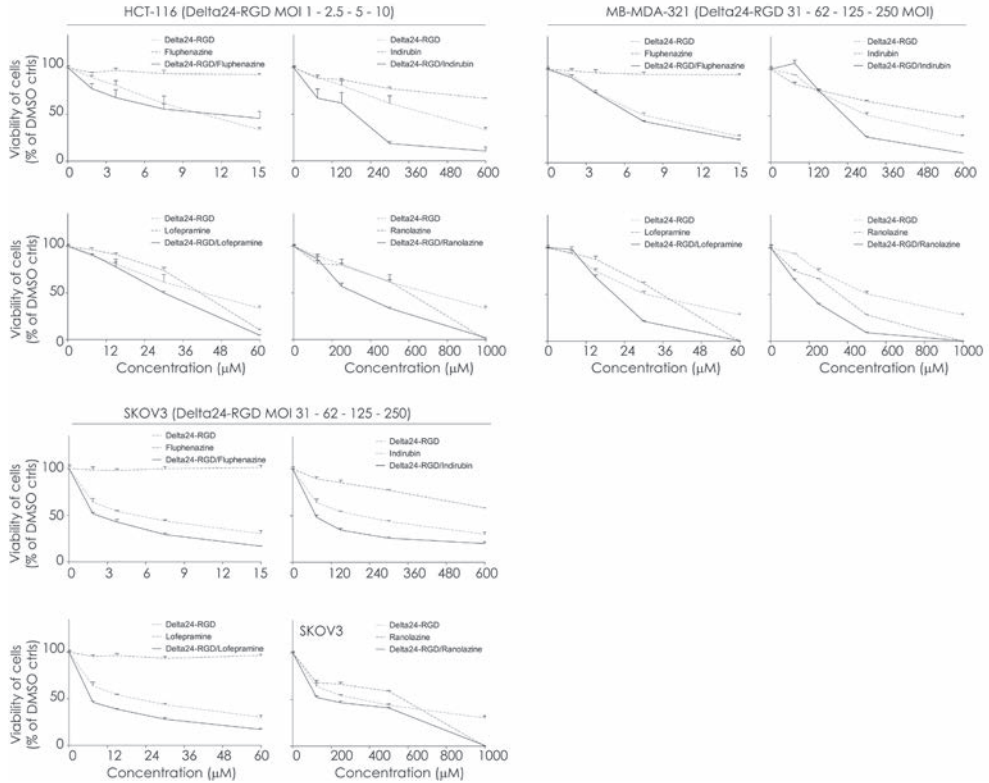 HCT-116 (Delta24-RGD MOI 1 - 2.5 - 5 - 10)
MB-MDA-321 (Delta24-RGD 31 - 62 - 125 - 250 MOI)
Viability of cells
(% of DMSO ctrls)
100
50
0
Delta24-RGD
Fluphenazine
Delta24-RGD/Fluphenazine
0 3 6 9 12 15
Delta24-RGD
Indirubin
Delta24-RGD/Indirubin
0 120 240 360 480 600
100
50
0
Delta24-RGD
Fluphenazine
Delta24-RGD/Fluphenazine
0 3 6 9 12 15
Delta24-RGD
Indirubin
Delta24-RGD/Indirubin
0 120 240 360 480 600
Viability of cells
(% of DMSO ctrls)
100
50
0
Delta24-RGD
Lofepramine
Delta24-RGD/Lofepramine
0 12 24 36 48 60
Concentration (µM)
Delta24-RGD
Ranolazine
Delta24-RGD/Ranolazine
0 200 400 600 800 1000
Concentration (µM)
100
50
0
Delta24-RGD
Lofepramine
Delta24-RGD/Lofepramine
0 12 24 36 48 60
Concentration (µM)
Delta24-RGD
Ranolazine
Delta24-RGD/Ranolazine
0 200 400 600 800 1000
Concentration (µM)
SKOV3 (Delta24-RGD MOI 31 - 62 - 125 - 250)
Viability of cells
(% of DMSO ctrls)
100
50
0
Delta24-RGD
Fluphenazine
Delta24-RGD/Fluphenazine
0 3 6 9 12 15
Delta24-RGD
Indirubin
Delta24-RGD/Indirubin
0 120 240 360 480 600
Viability of cells
(% of DMSO ctrls)
100
50
0
Delta24-RGD
Lofepramine
Delta24-RGD/Lofepramine
0 12 24 36 48 60
Concentration (µM)
SKOV3
Delta24-RGD
Ranolazine
Delta24-RGD/Ranolazine
0 200 400 600 800 1000
Concentration (µM)